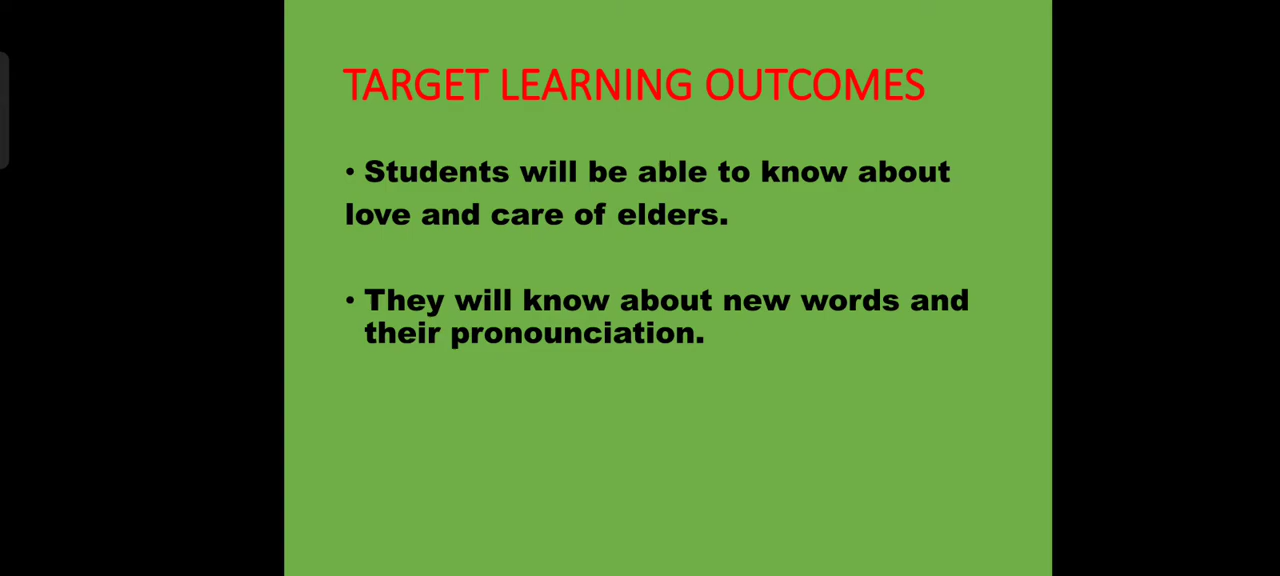 TARGET LEARNING OUTCOMES
• Students will be able to know about
love and care of elders.
• They will know about new words and
their pronounciation.